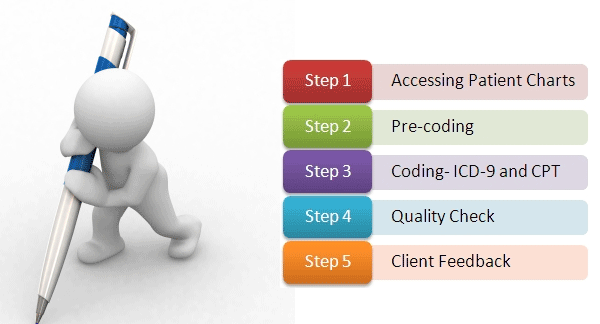 Step 1 Accessing Patient Charts
Step 2 Pre-coding
Step 3 Coding- ICD-9 and CPT
Step 4 Quality Check
Step 5 Client Feedback